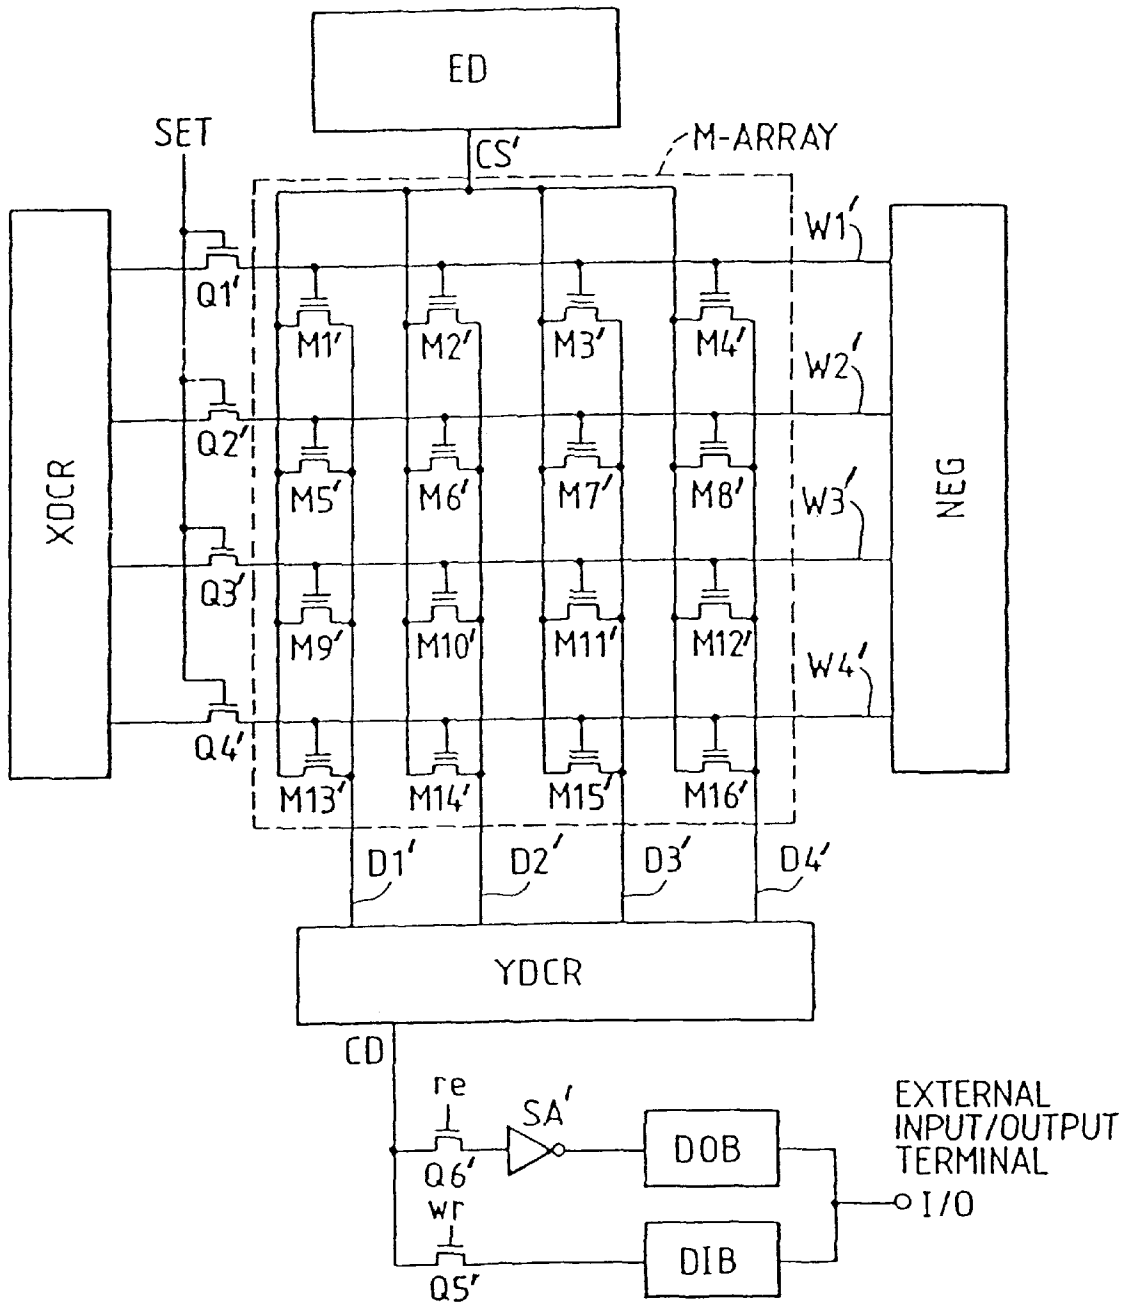 ED
SET
CS'
M-ARRAY
W1'
Q1'
M1' M2' M3' M4'
W2'
Q2'
XDCR
M5' M6' M7' M8'
NEG
W3'
Q3'
M9' M10' M11' M12'
W4'
Q4'
M13' M14' M15' M16'
D1' D2' D3' D4'
YDCR
CD
re
SA'
Q6'
DOB
EXTERNAL
INPUT/OUTPUT
TERMINAL
I/O
wr
Q5'
DIB